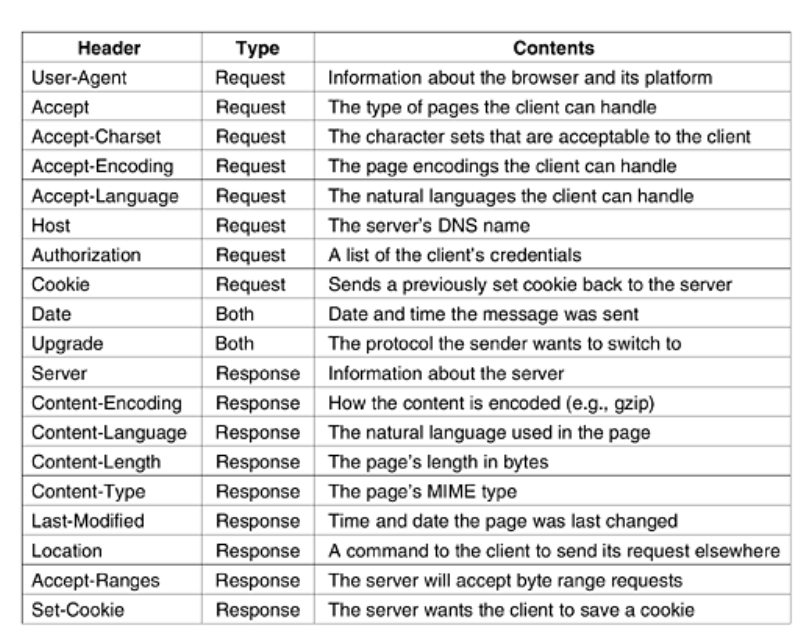 Header Type Contents
User-Agent Request Information about the browser and its platform
Accept Request The type of pages the client can handle
Accept-Charset Request The character sets that are acceptable to the client
Accept-Encoding Request The page encodings the client can handle
Accept-Language Request The natural languages the client can handle
Host Request The server's DNS name
Authorization Request A list of the client's credentials
Cookie Request Sends a previously set cookie back to the server
Date Both Date and time the message was sent
Upgrade Both The protocol the sender wants to switch to
Server Response Information about the server
Content-Encoding Response How the content is encoded (e.g., gzip)
Content-Language Response The natural language used in the page
Content-Length Response The page's length in bytes
Content-Type Response The page's MIME type
Last-Modified Response Time and date the page was last changed
Location Response A command to the client to send its request elsewhere
Accept-Ranges Response The server will accept byte range requests
Set-Cookie Response The server wants the client to save a cookie